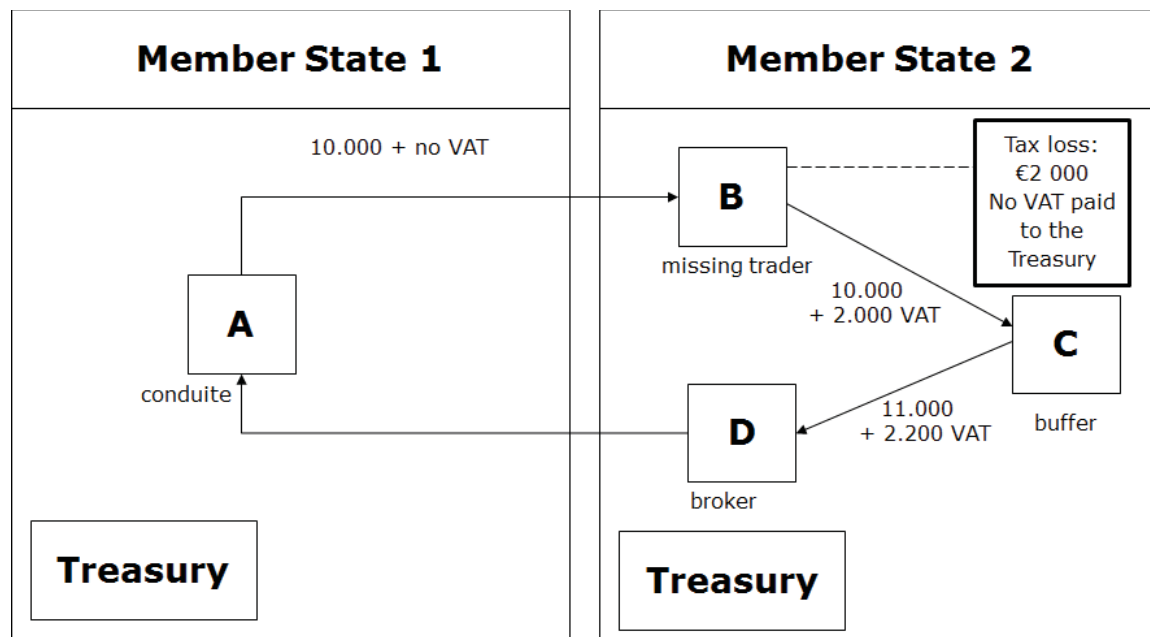 Member State 1
Member State 2
10.000 + no VAT
Tax loss:
€2 000
No VAT paid
to the
Treasury
B
missing trader
10.000
+ 2.000 VAT
A
conduite
C
buffer
11.000
+ 2.200 VAT
D
broker
Treasury
Treasury